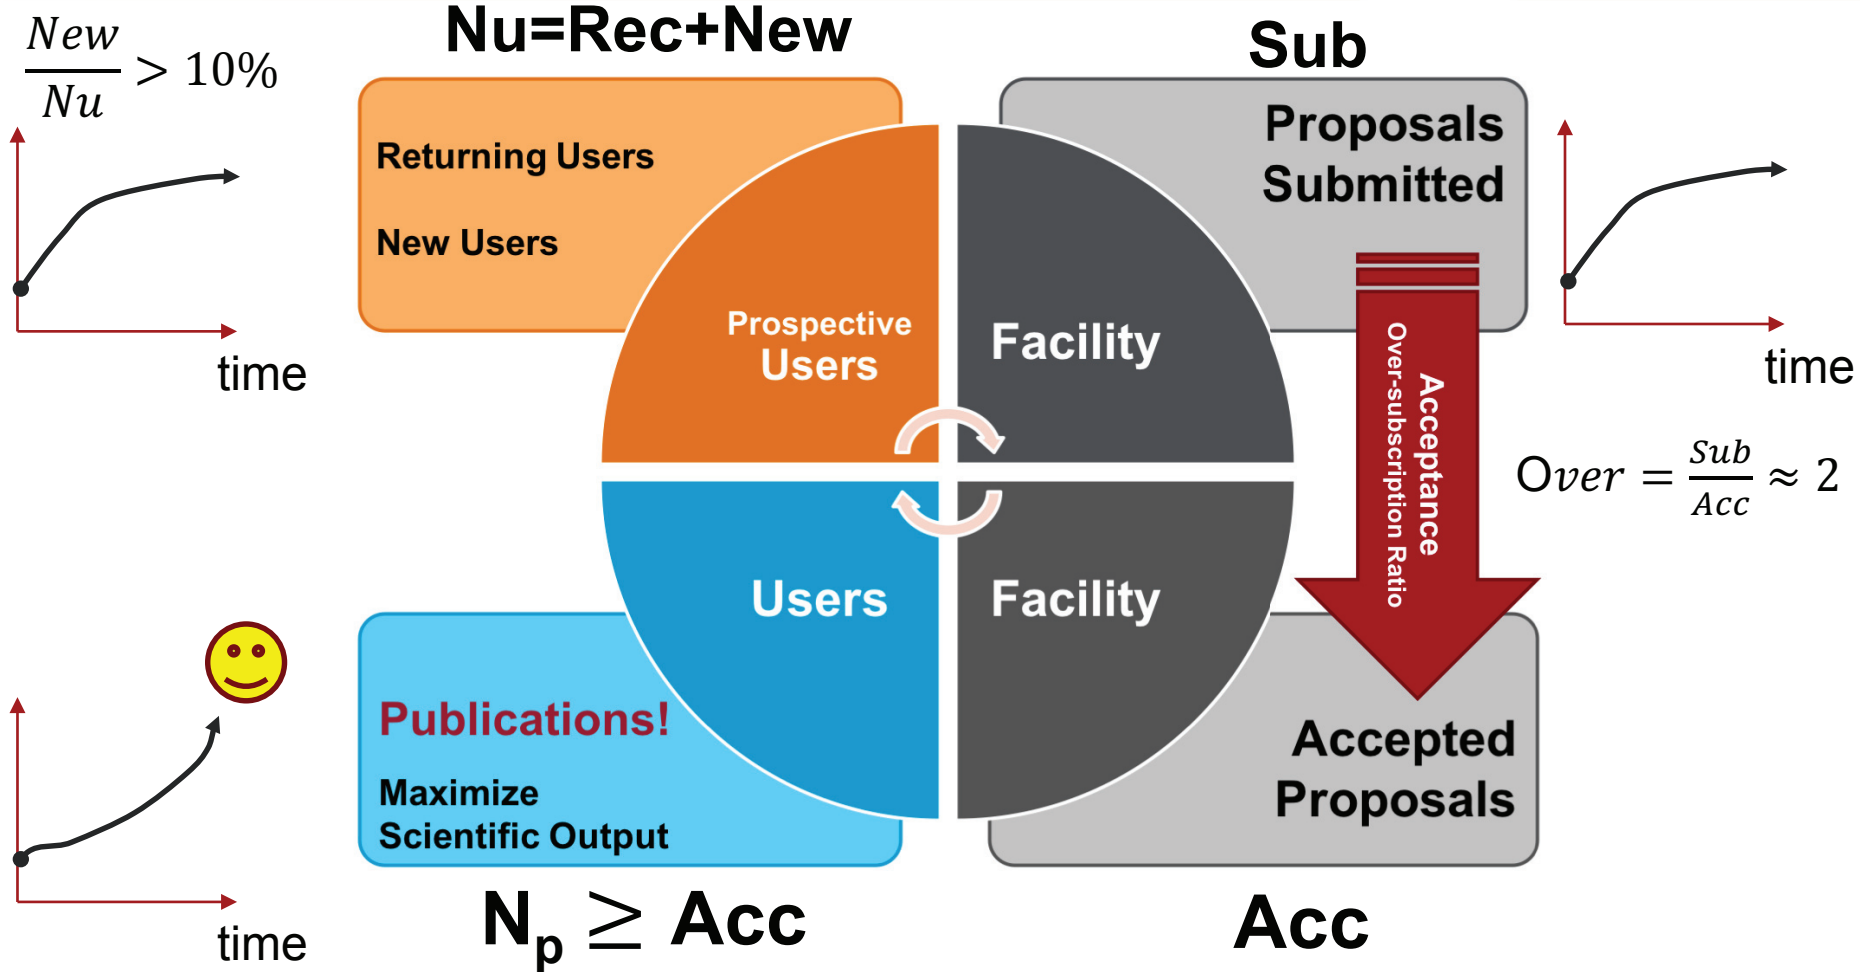 New
Nu
> 10%
Nu=Rec+New
Sub
Returning Users
New Users
Prospective
Users
Facility
Proposals
Submitted
time
time
Acceptance
Over-subscription Ratio
Over = Sub/Acc ≈ 2
Users
Facility
Publications!
Maximize
Scientific Output
Accepted
Proposals
time
Np ≥ Acc
Acc